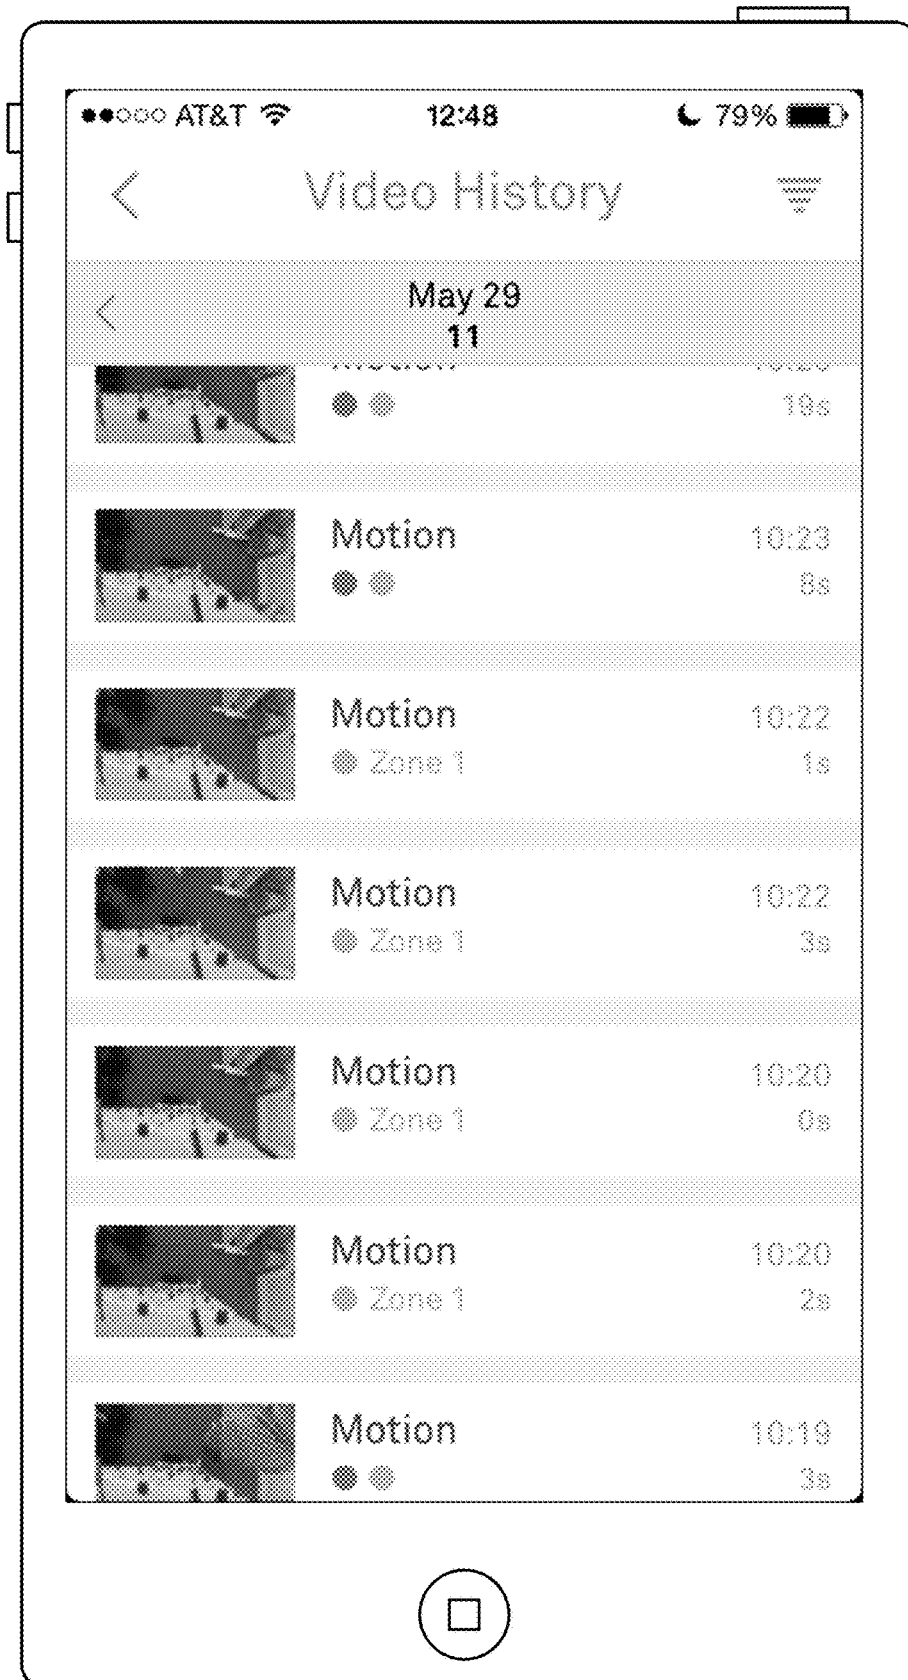 AT&T 12:48 79%
Video History
May 29
11
19s
Motion 10:23
8s
Motion 10:22
Zone 1 1s
Motion 10:22
Zone 1 3s
Motion 10:20
Zone 1 0s
Motion 10:20
Zone 1 2s
Motion 10:19
3s